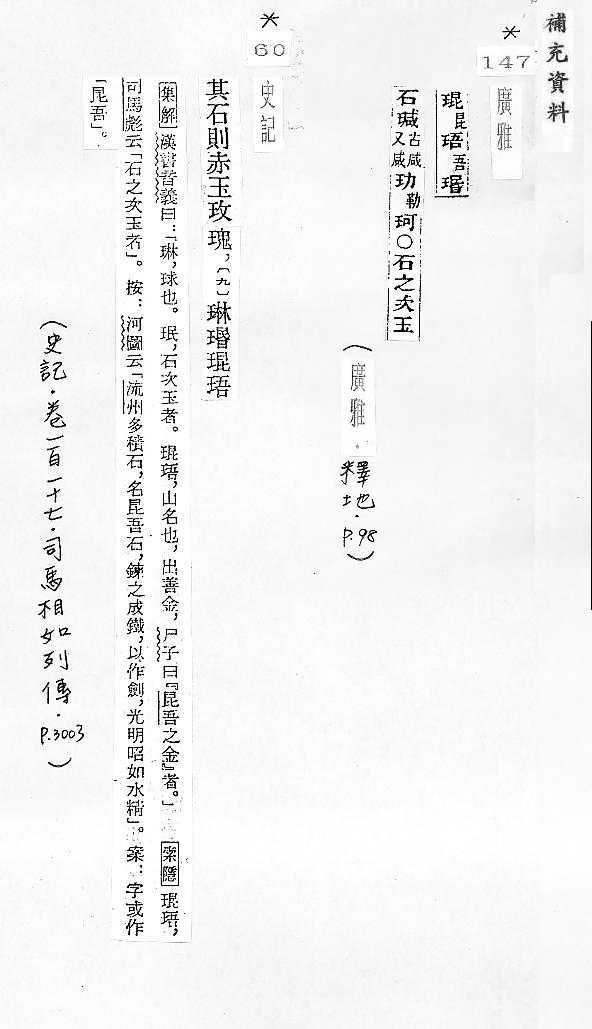 補充資料
*
147
廣雅
琨昆珸吾瑉
石瑊古咸又咸玏勒珂○石之次玉
(廣雅.釋地.P.98)
*
60
史記
其石則赤玉玫瑰,〔九〕琳瑉琨珸
集解漢書音義曰:「琳,球也。珉,石次玉者。琨珸,山名也,出善金,尸子曰『昆吾之金』者。」索隱琨珸,
司馬彪云「石之次玉者」。按:河圖云「流州多積石,名昆吾石,鍊之成鐵,以作劍,光明昭如水精」。案:字或作
「昆吾」。
(史記.卷一百一十七.司馬相如列傳.P.3003)